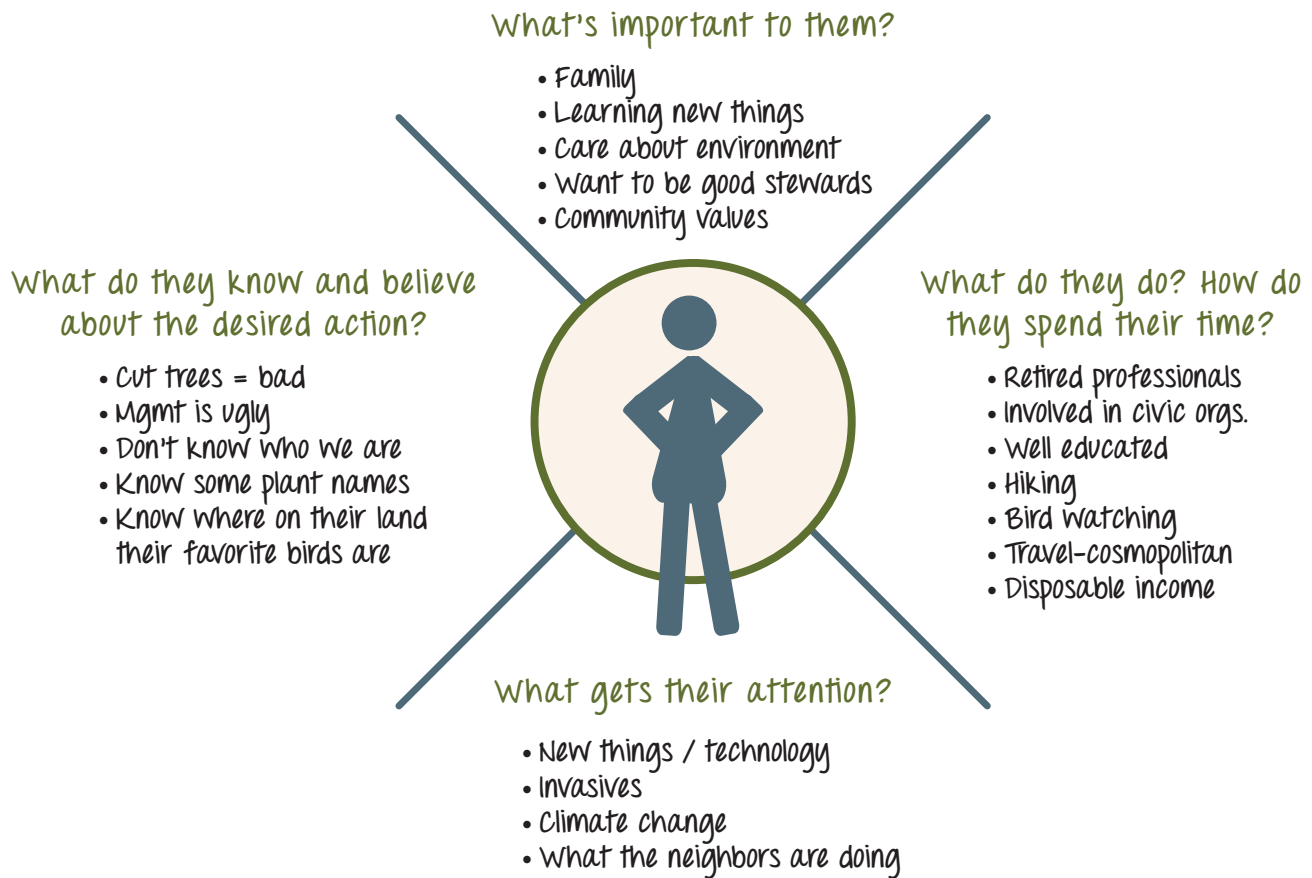 What's important to them?
• Family
• Learning new things
• Care about environment
• Want to be good stewards
• Community values
What do they know and believe
about the desired action?
• Cut trees = bad
• Mgmt is ugly
• Don't know who we are
• Know some plant names
• Know where on their land
their favorite birds are
What do they do? How do
they spend their time?
• Retired professionals
• Involved in civic orgs.
• Well educated
• Hiking
• Bird watching
• Travel-cosmopolitan
• Disposable income
What gets their attention?
• New things / technology
• Invasives
• Climate change
• What the neighbors are doing